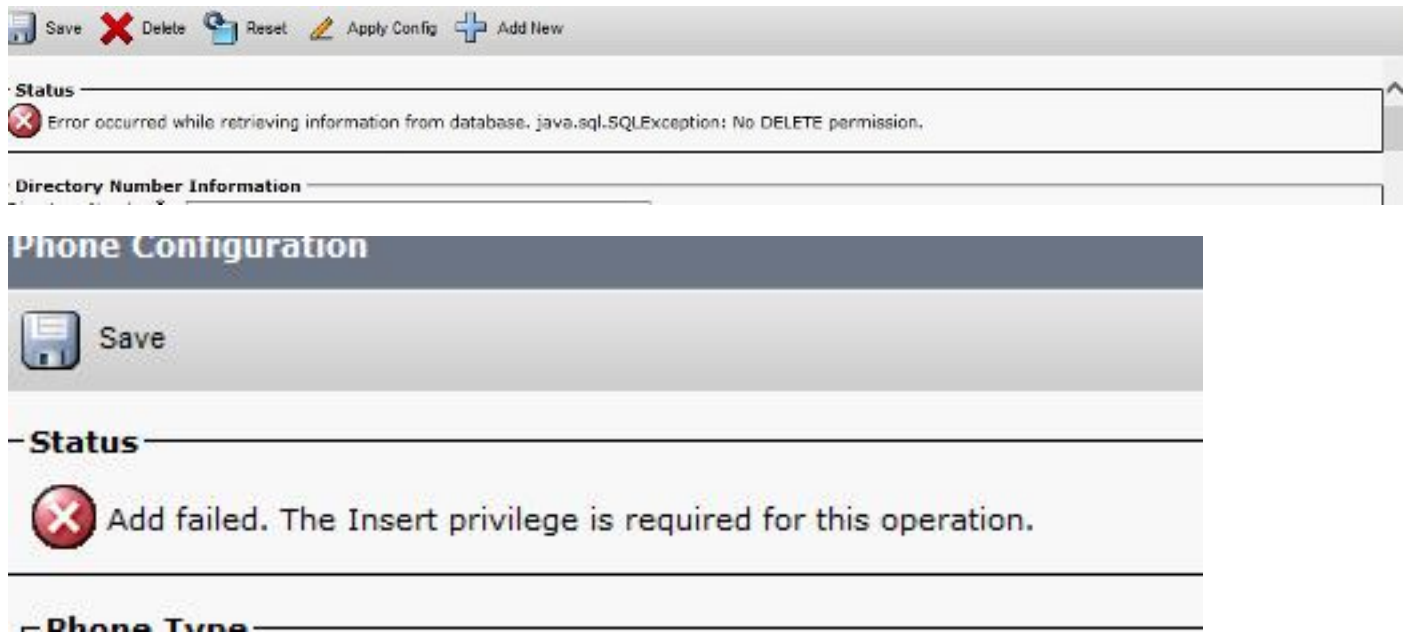 Save Delete Reset Apply Config Add New
Status
Error occurred while retrieving information from database. java.sql.SQLException: No DELETE permission.
Directory Number Information
Phone Configuration
Save
Status
Add failed. The Insert privilege is required for this operation.
Phone Type